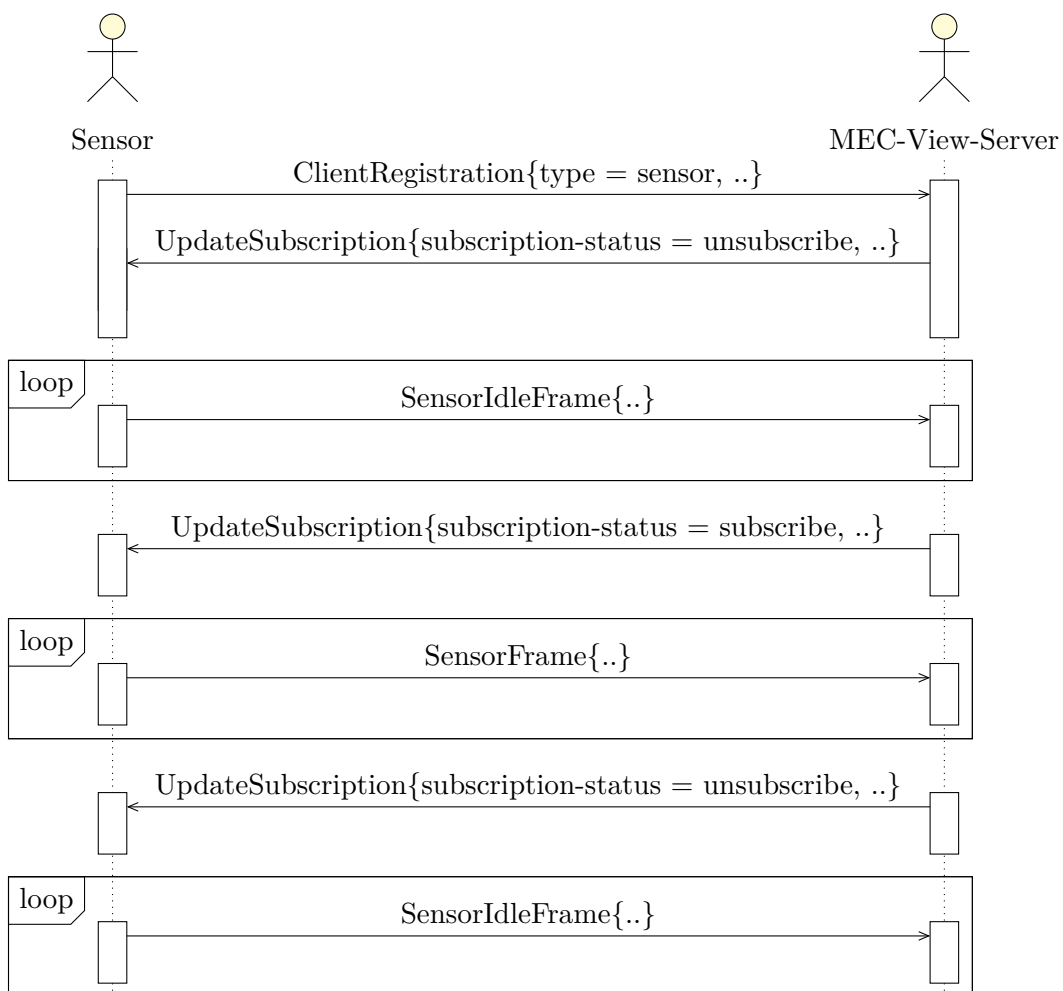 Sensor
MEC-View-Server
ClientRegistration{type = sensor, ..}
UpdateSubscription{subscription-status = unsubscribe, ..}
loop
SensorIdleFrame{..}
UpdateSubscription{subscription-status = subscribe, ..}
loop
SensorFrame{..}
UpdateSubscription{subscription-status = unsubscribe, ..}
loop
SensorIdleFrame{..}